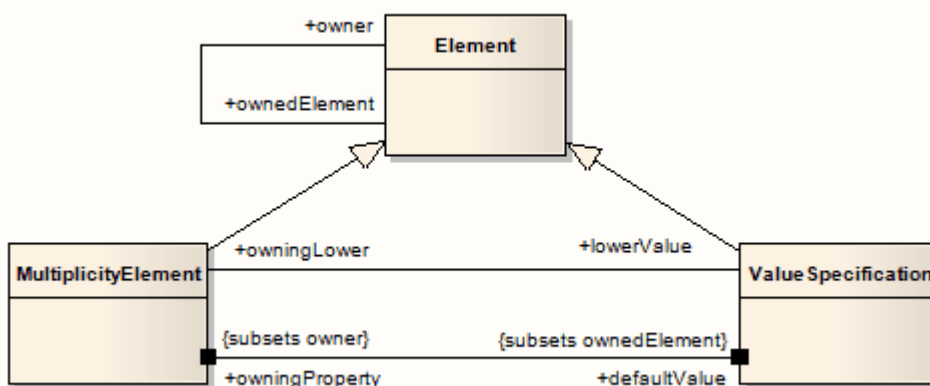 +owner
Element
+ownedElement
+owningLower
+lowerValue
MultiplicityElement
ValueSpecification
{subsets owner}
{subsets ownedElement}
+owningProperty
+defaultValue